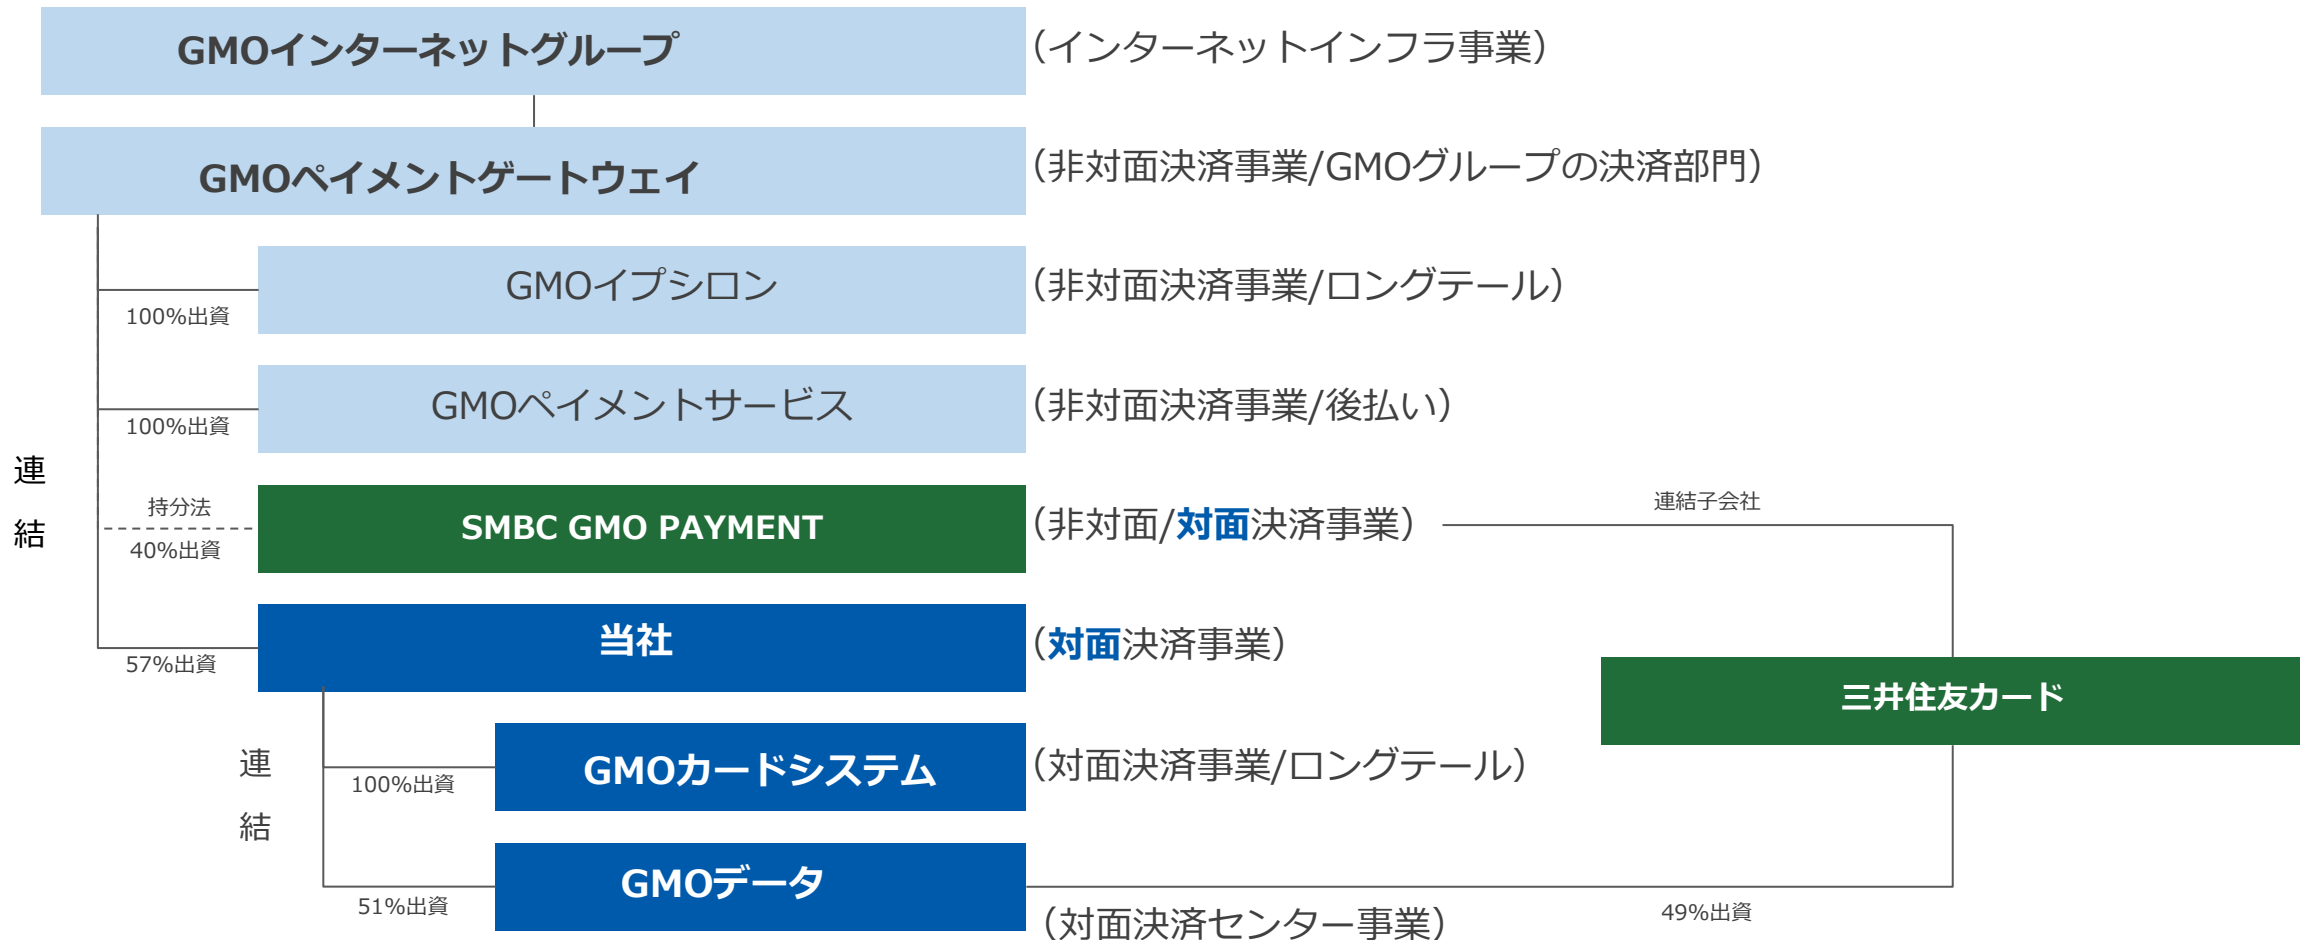 GMOインターネットグループ
(インターネットインフラ事業)
GMOペイメントゲートウェイ
(非対面決済事業/GMOグループの決済部門)
GMOイプシロン
(非対面決済事業/ロングテール)
100%出資
GMOペイメントサービス
(非対面決済事業/後払い)
100%出資
連結
持分法
40%出資
SMBC GMO PAYMENT
(非対面/対面決済事業)
連結子会社
当社
(対面決済事業)
57%出資
三井住友カード
連結
GMOカードシステム
(対面決済事業/ロングテール)
100%出資
GMOデータ
51%出資
(対面決済センター事業)
49%出資